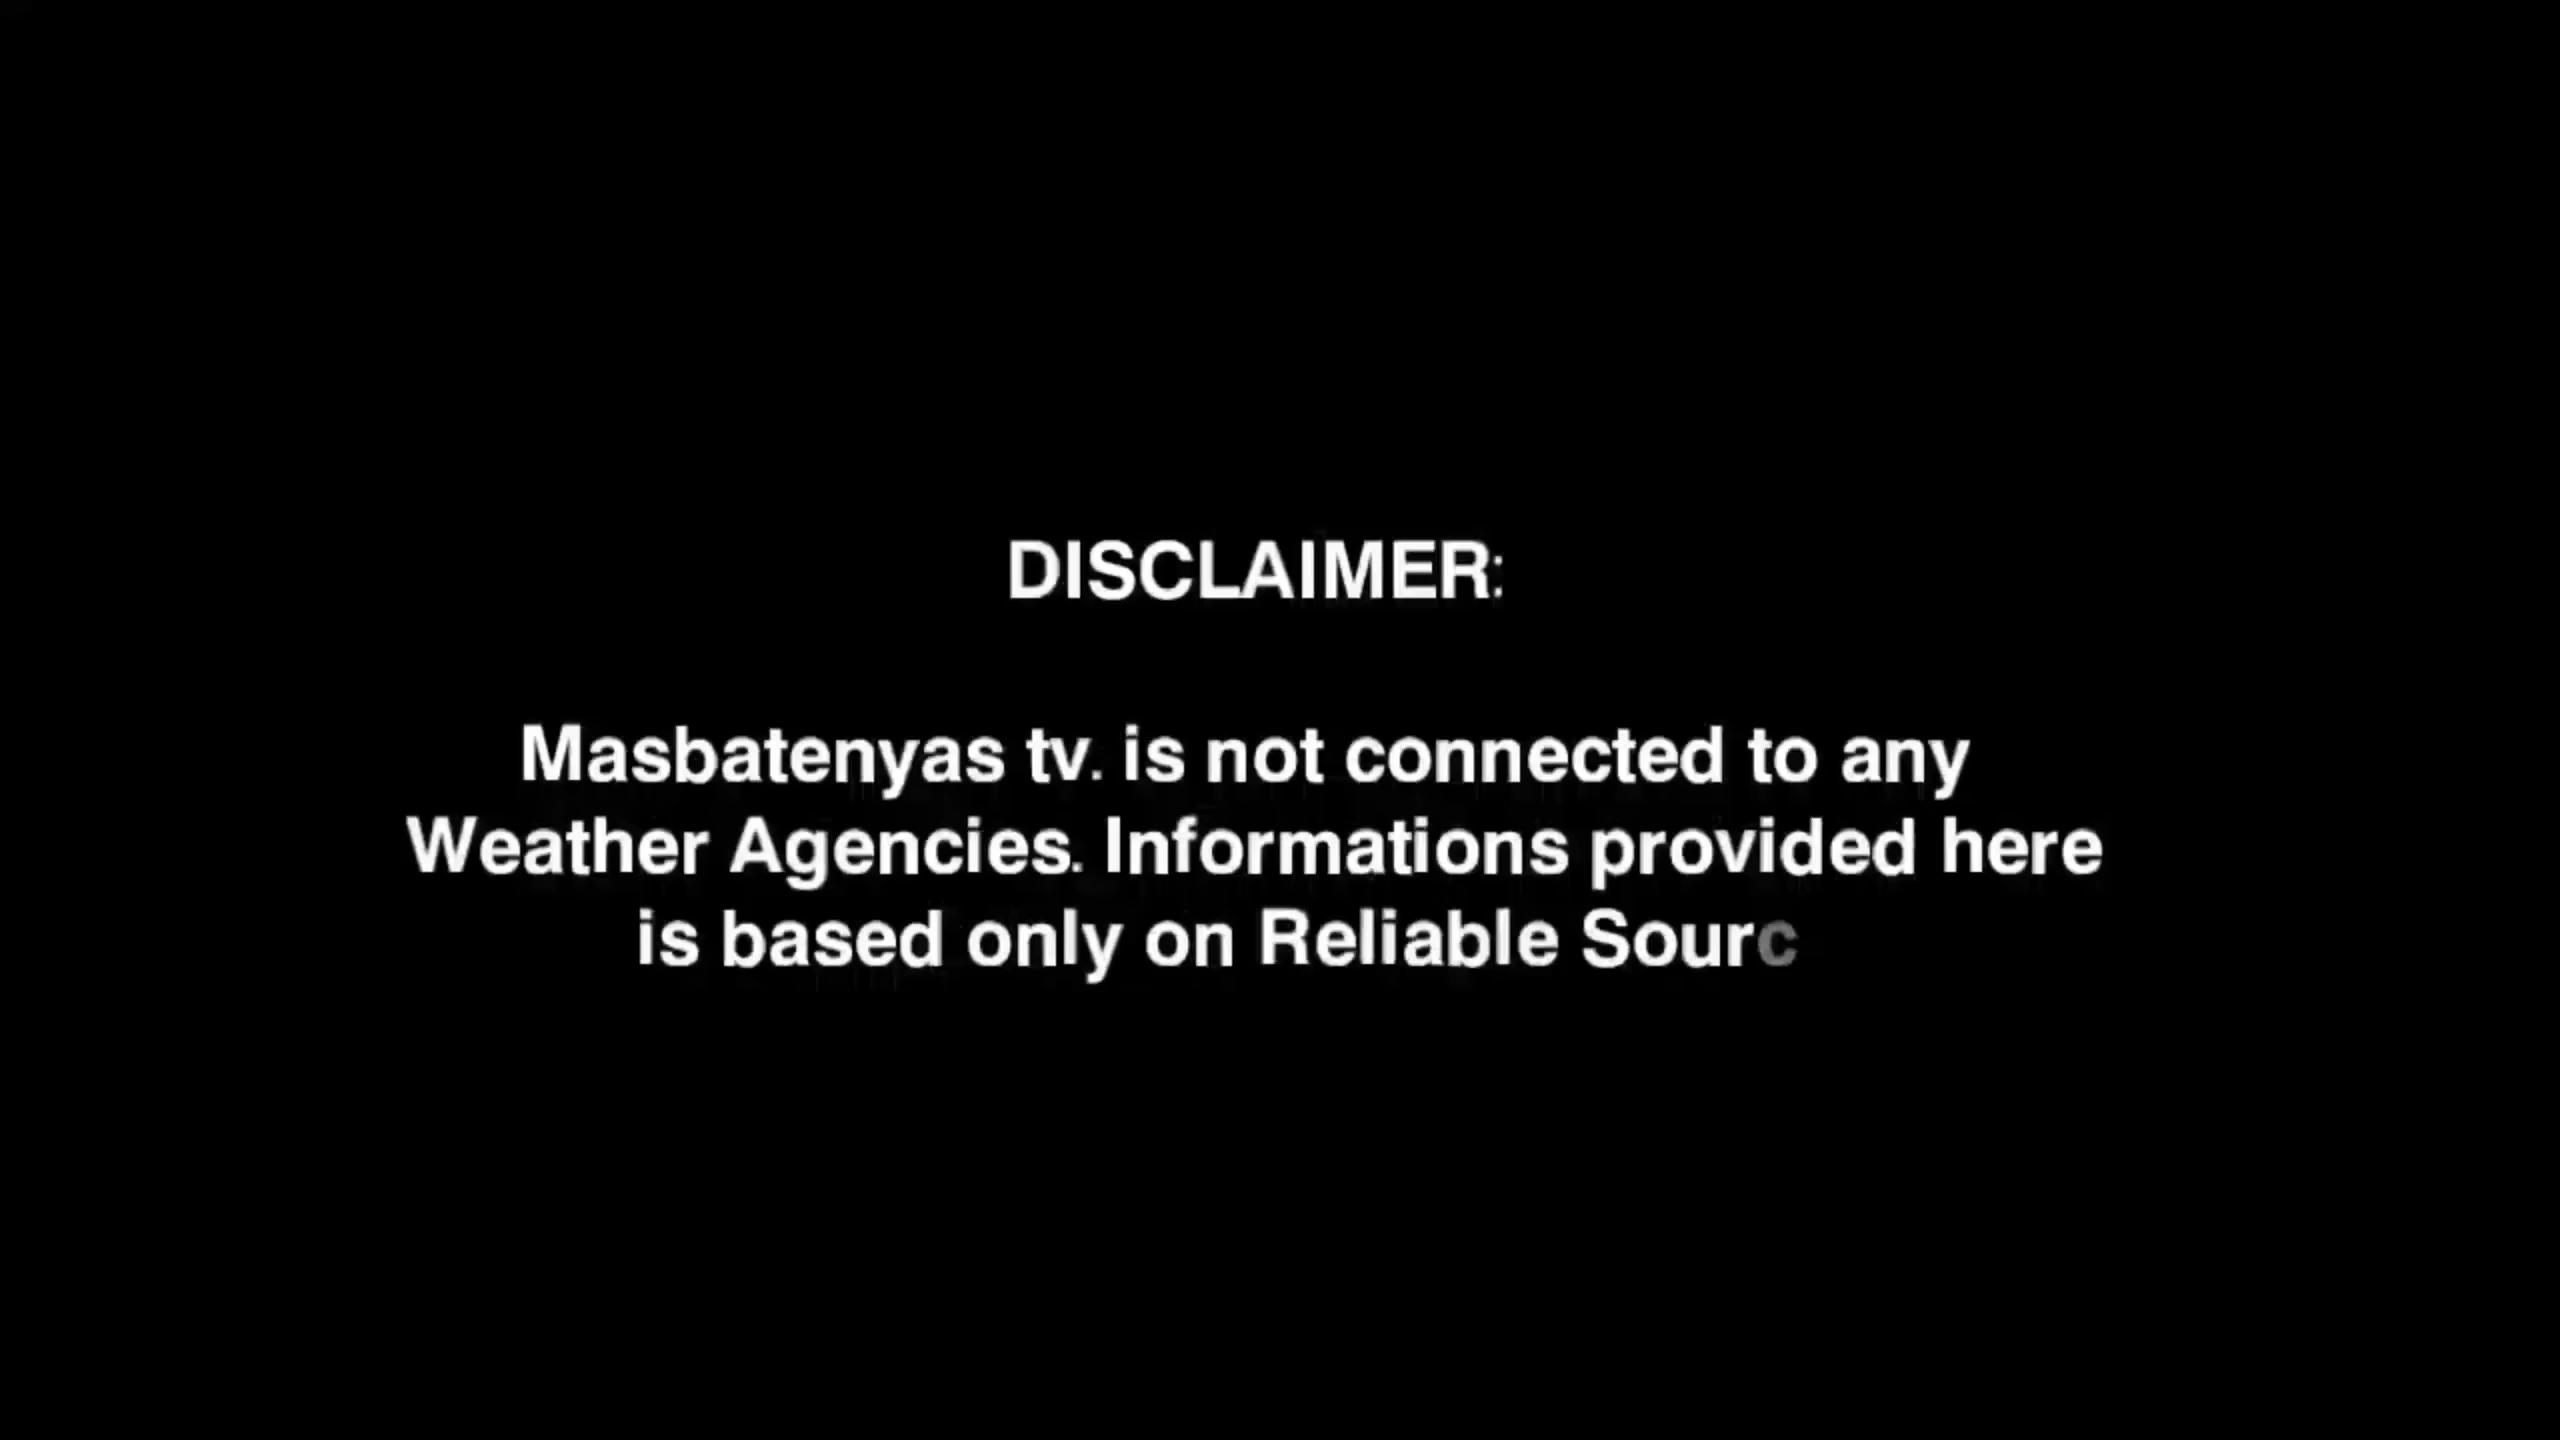 DISCLAIMER:
Masbatenyas tv. is not connected to any
Weather Agencies. Informations provided here
is based only on Reliable Sourc